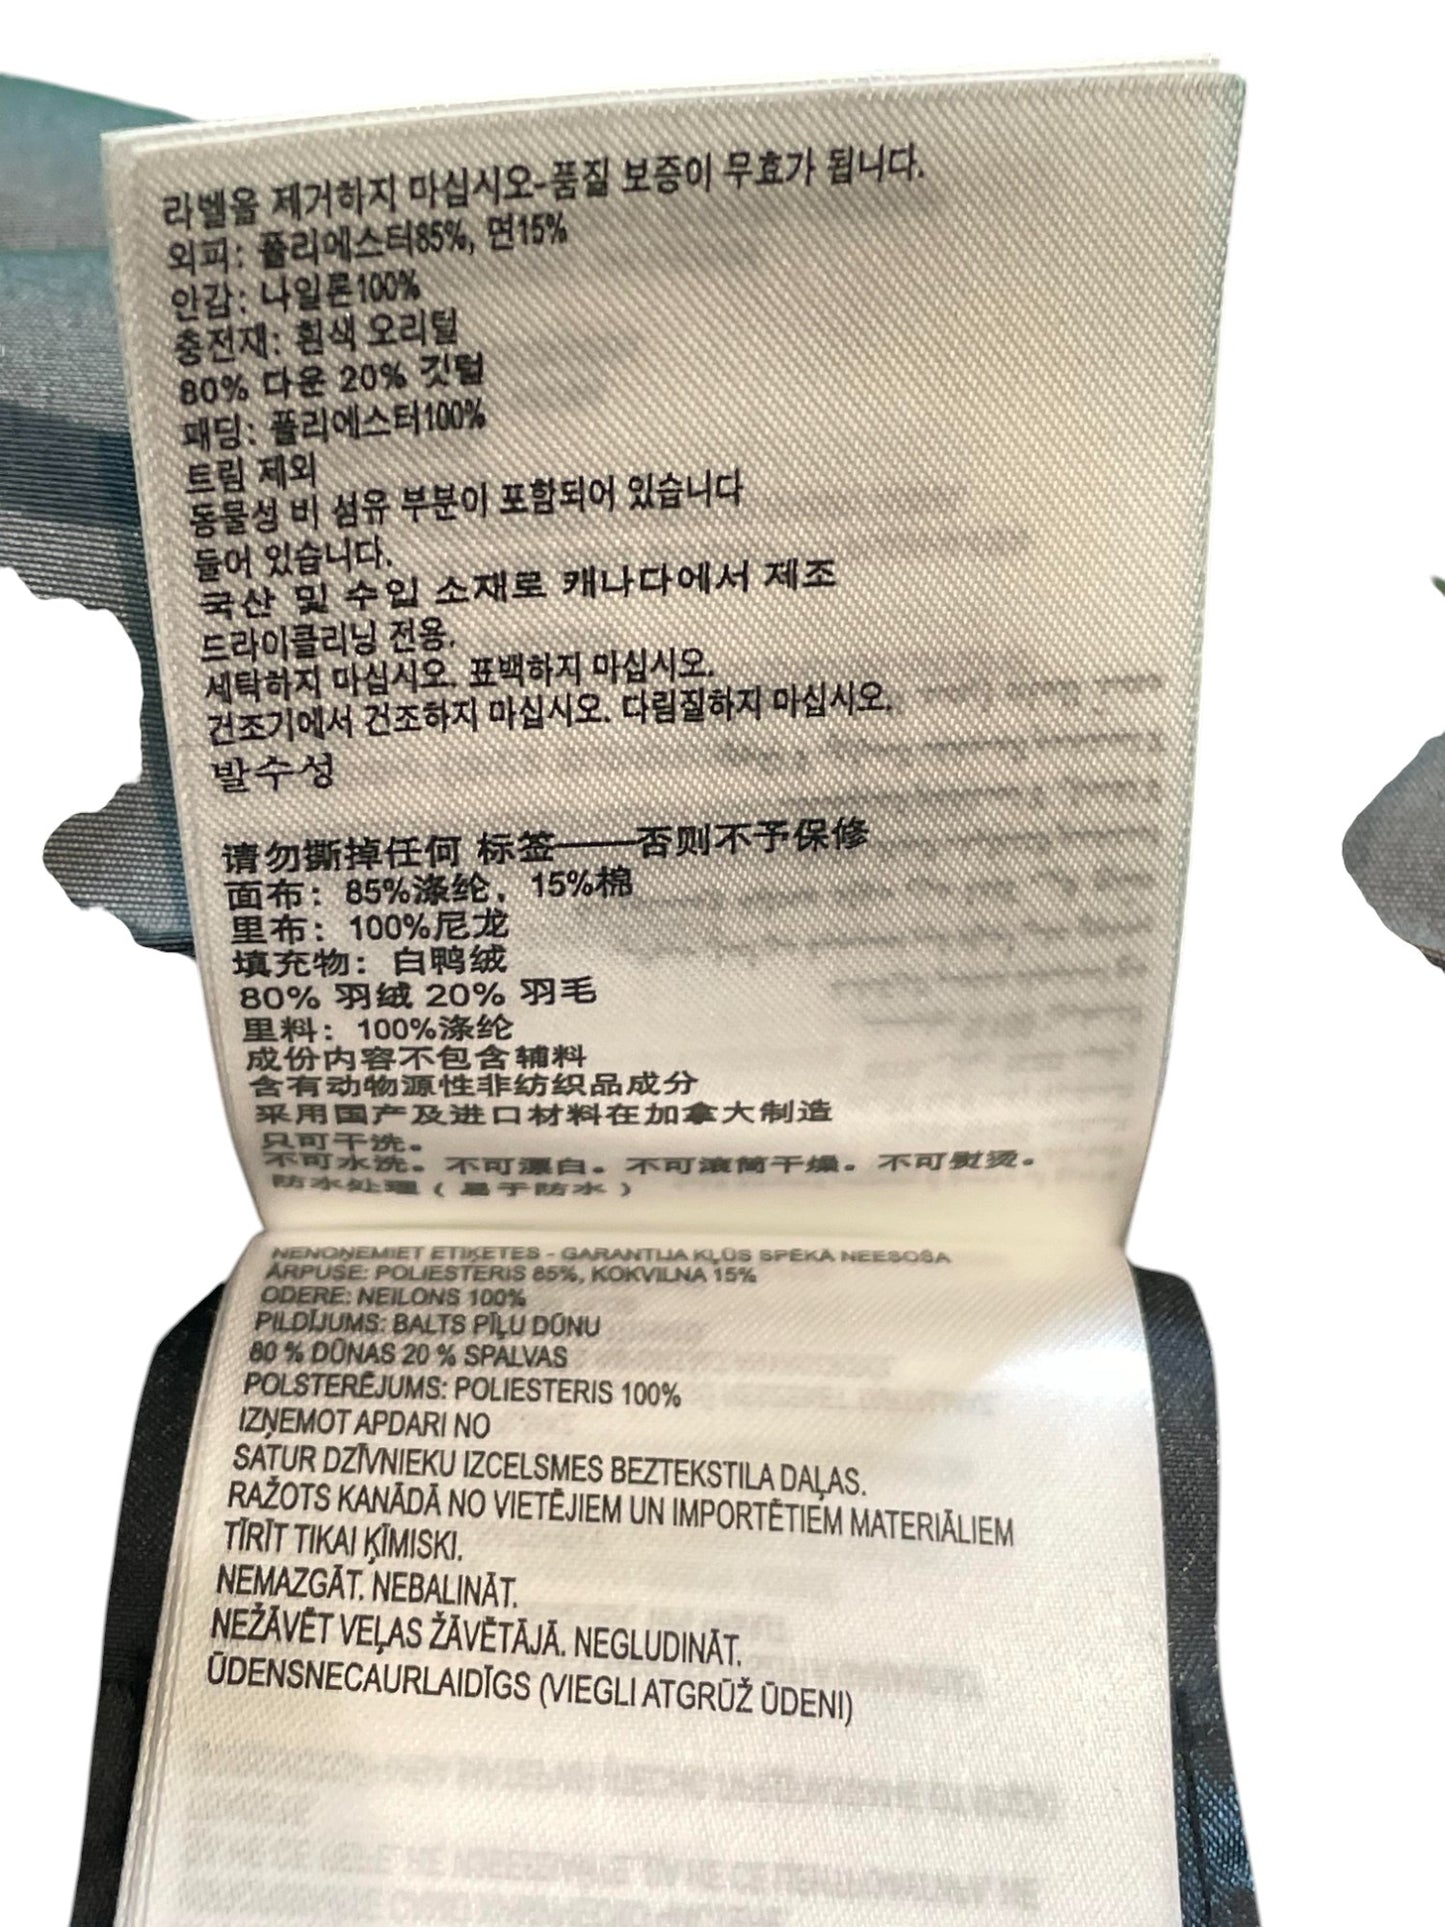 라벨을 제거하지 마십시오-품질 보증이 무효가 됩니다.
외피: 폴리에스터85%, 면15%
안감: 나일론100%
충전재: 흰색 오리털
80% 다운 20% 깃털
패딩: 폴리에스터100%
트림 제외
동물성 비 섬유 부분이 포함되어 있습니다
들어 있습니다.
국산 및 수입 소재로 캐나다에서 제조
드라이클리닝 전용.
세탁하지 마십시오. 표백하지 마십시오.
건조기에서 건조하지 마십시오. 다림질하지 마십시오.
발수성
请勿撕掉任何 标签——否则不予保修
面布：85%涤纶，15%棉
里布：100%尼龙
填充物：白鸭绒
80% 羽绒 20% 羽毛
里料：100%涤纶
成份内容不包含辅料
含有动物源性非纺织品成分
采用国产及进口材料在加拿大制造
只可干洗。
不可水洗。不可漂白。不可滚筒干燥。不可熨烫。
防水处理（易于防水）
NENOŅEMIET ETIĶETES - GARANTIJA KĻŪS SPĒKĀ NEESOŠA
ĀRPUSE: POLIESTERIS 85%, KOKVILNA 15%
ODERE: NEILONS 100%
PILDĪJUMS: BALTS PĪĻU DŪNU
80 % DŪNAS 20 % SPALVAS
POLSTERĒJUMS: POLIESTERIS 100%
IZŅEMOT APDARI NO
SATUR DZĪVNIEKU IZCELSMES BEZTEKSTILA DAĻAS.
RAŽOTS KANĀDĀ NO VIETĒJIEM UN IMPORTĒTIEM MATERIĀLIEM
TĪRĪT TIKAI ĶĪMISKI.
NEMAZGĀT. NEBALINĀT.
NEŽĀVĒT VEĻAS ŽĀVĒTĀJĀ. NEGLUDINĀT.
ŪDENSNECAURLAIDĪGS (VIEGLI ATGRŪŽ ŪDENI)